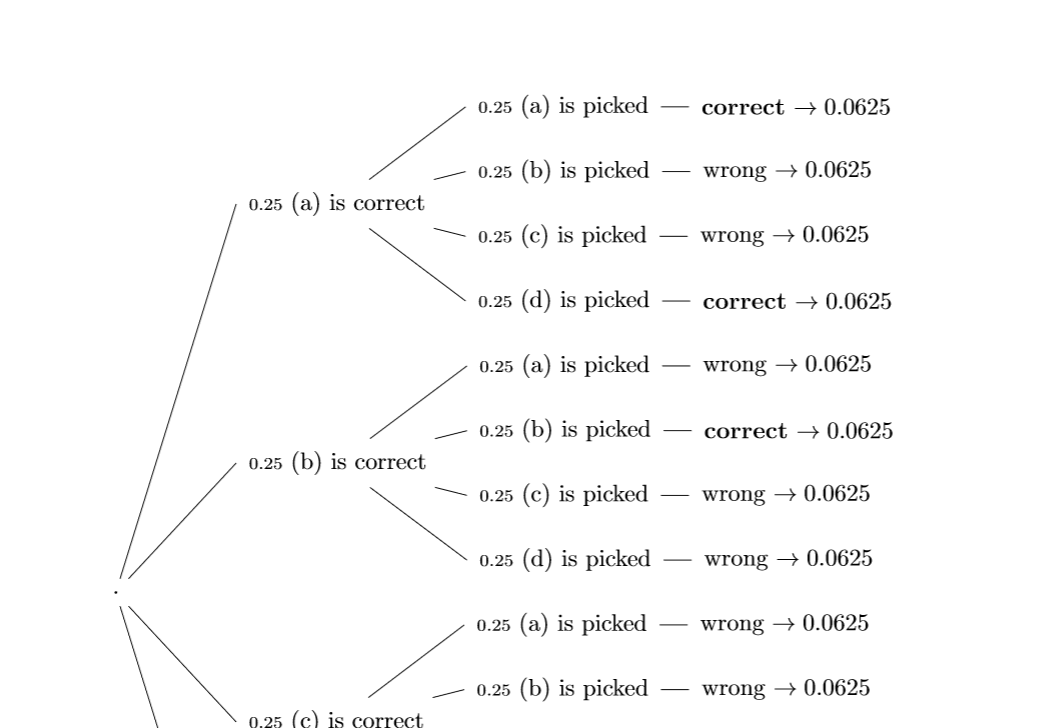 0.25 (a) is picked — correct → 0.0625
0.25 (b) is picked — wrong → 0.0625
0.25 (a) is correct
0.25 (c) is picked — wrong → 0.0625
0.25 (d) is picked — correct → 0.0625
0.25 (a) is picked — wrong → 0.0625
0.25 (b) is picked — correct → 0.0625
0.25 (b) is correct
0.25 (c) is picked — wrong → 0.0625
0.25 (d) is picked — wrong → 0.0625
.
0.25 (a) is picked — wrong → 0.0625
0.25 (b) is picked — wrong → 0.0625
0.25 (c) is correct